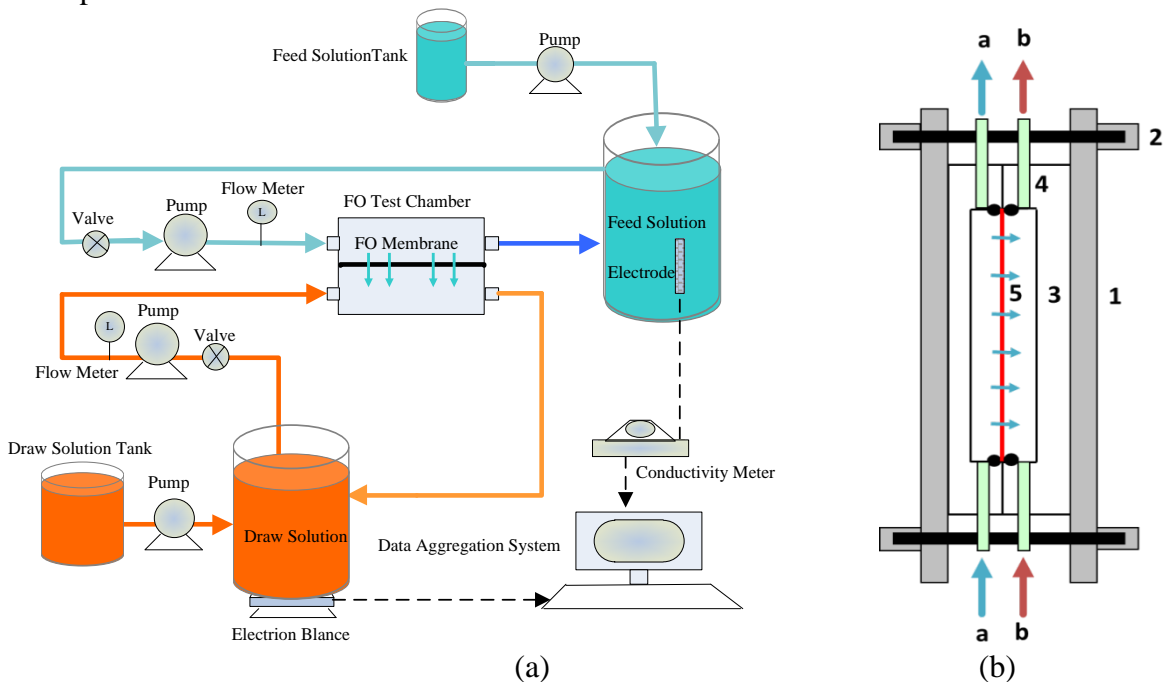 Feed SolutionTank
Pump
Flow Meter
L
Pump
Valve
FO Test Chamber
FO Membrane
Feed Solution
Electrode
Pump
L
Valve
Flow Meter
Draw Solution Tank
Pump
Draw Solution
Conductivity Meter
Data Aggregation System
Electrion Blance
(a)
a b
2
4
5 3 1
a b
(b)